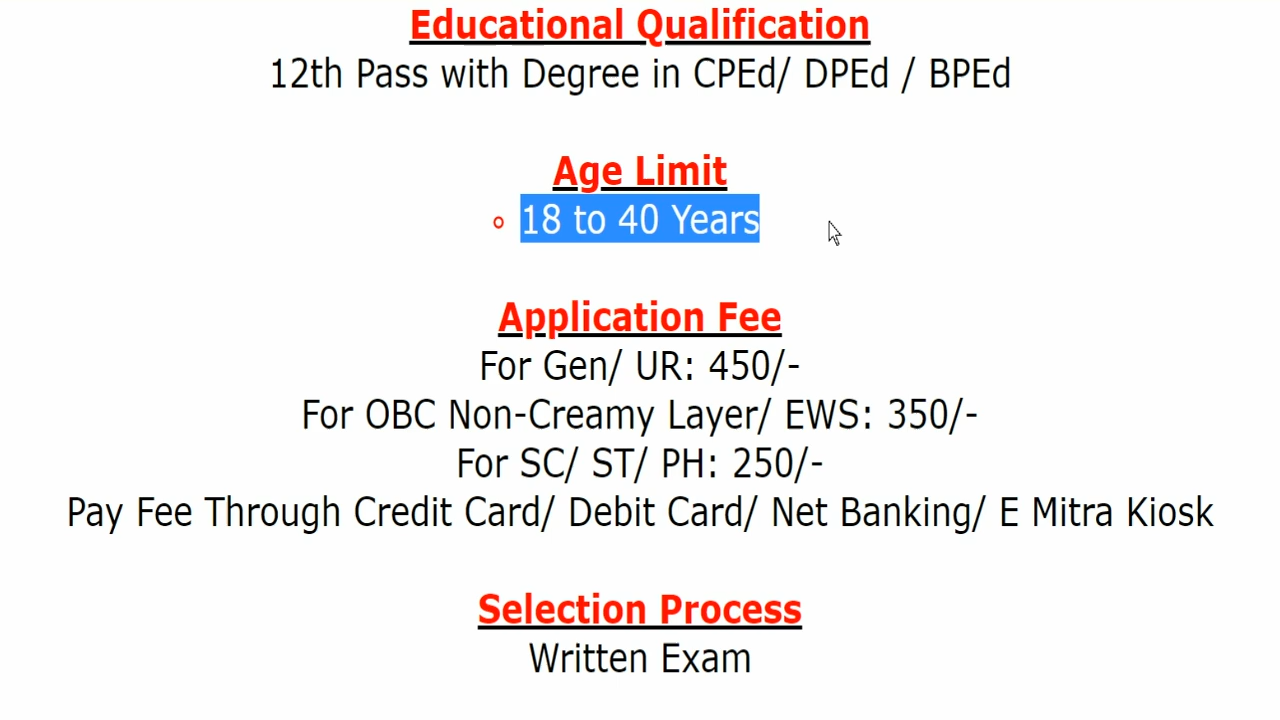 Educational Qualification
12th Pass with Degree in CPEd/ DPEd / BPEd
Age Limit
18 to 40 Years
Application Fee
For Gen/ UR: 450/-
For OBC Non-Creamy Layer/ EWS: 350/-
For SC/ ST/ PH: 250/-
Pay Fee Through Credit Card/ Debit Card/ Net Banking/ E Mitra Kiosk
Selection Process
Written Exam